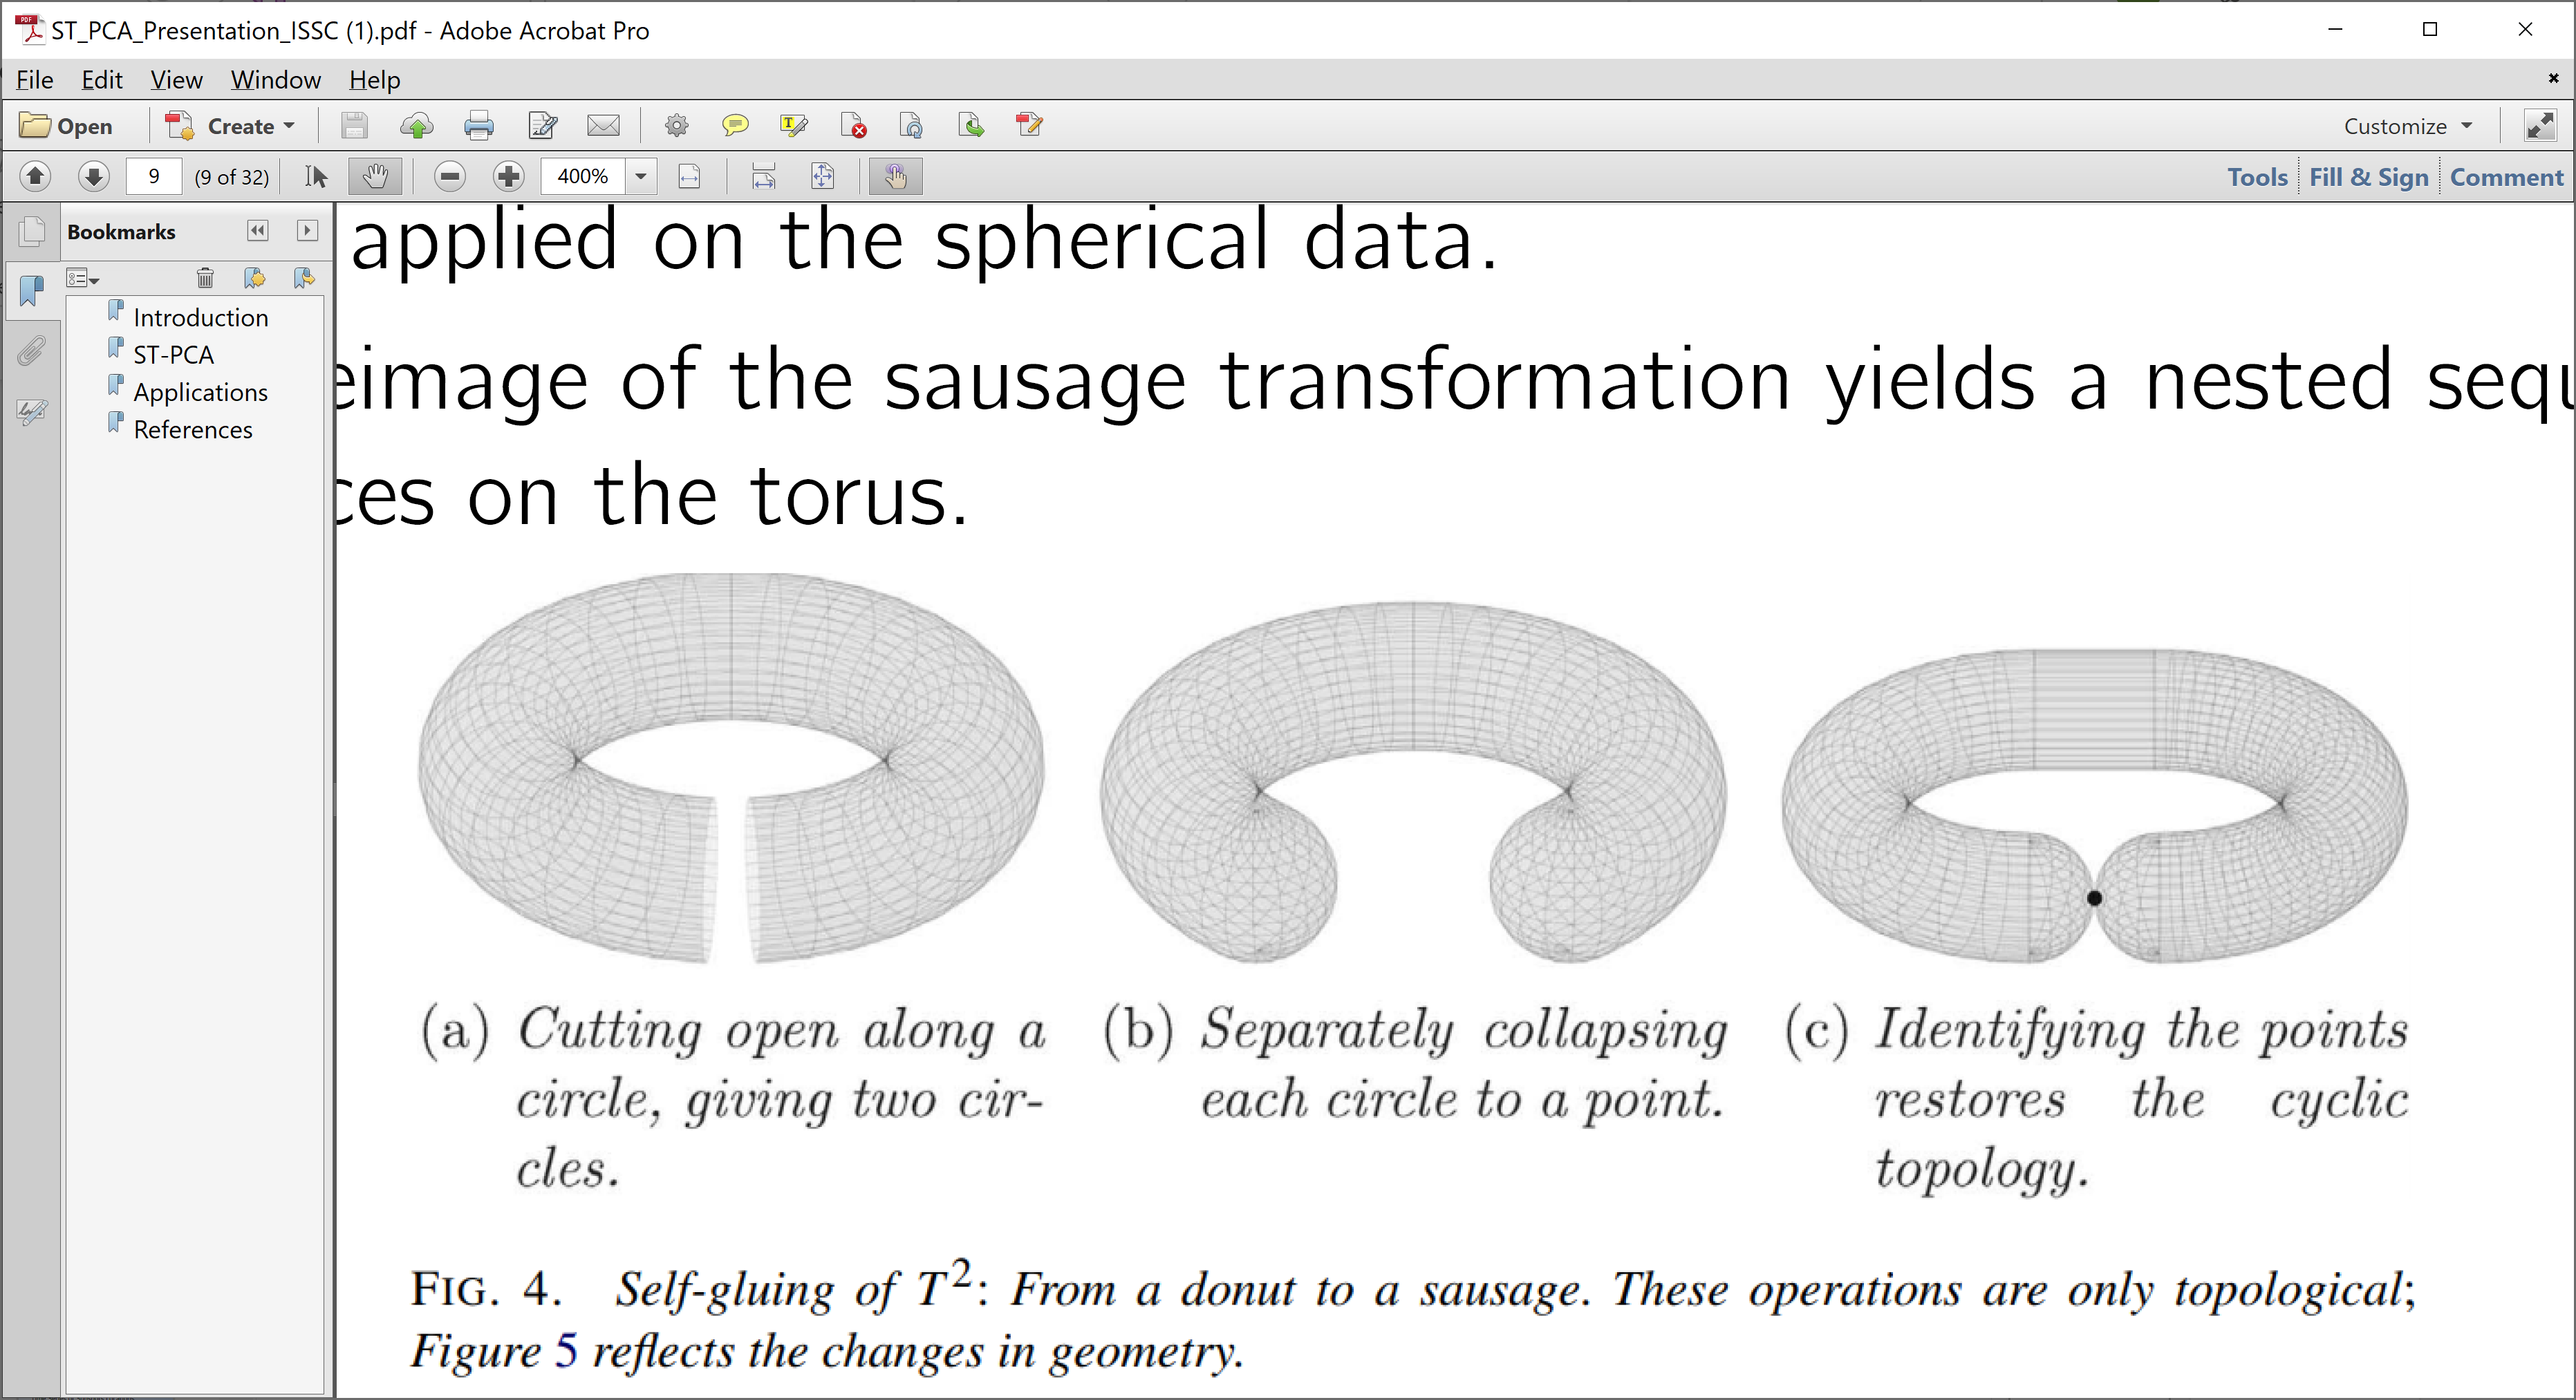 ST_PCA_Presentation_ISSC (1).pdf - Adobe Acrobat Pro
File Edit View Window Help
Open Create Customize
9 (9 of 32) 400% Tools Fill & Sign Comment
Bookmarks
Introduction
ST-PCA
Applications
References
applied on the spherical data.
eimage of the sausage transformation yields a nested sequ
ces on the torus.
(a) Cutting open along a
circle, giving two cir-
cles.
(b) Separately collapsing
each circle to a point.
(c) Identifying the points
restores the cyclic
topology.
FIG. 4. Self-gluing of T²: From a donut to a sausage. These operations are only topological;
Figure 5 reflects the changes in geometry.